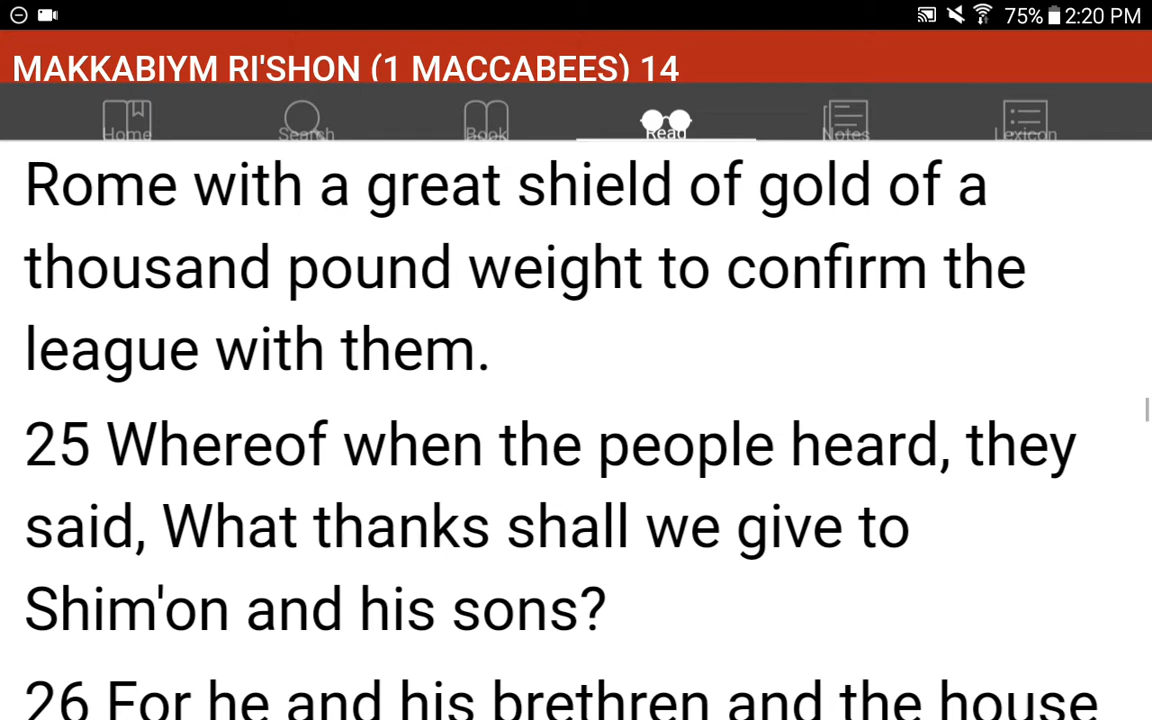 75% 2:20 PM
MAKKABIYM RI'SHON (1 MACCABEES) 14
Home Search Book Read Notes Lexicon
Rome with a great shield of gold of a
thousand pound weight to confirm the
league with them.
25 Whereof when the people heard, they
said, What thanks shall we give to
Shim'on and his sons?
26 For he and his brethren and the house